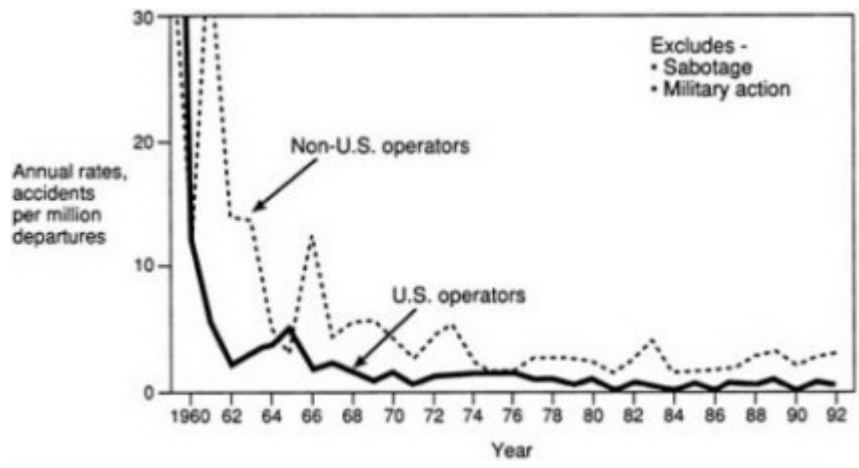 30
20
10
0
Annual rates,
accidents
per million
departures
Excludes -
• Sabotage
• Military action
Non-U.S. operators
U.S. operators
1960 62 64 66 68 70 72 74 76 78 80 82 84 86 88 90 92
Year